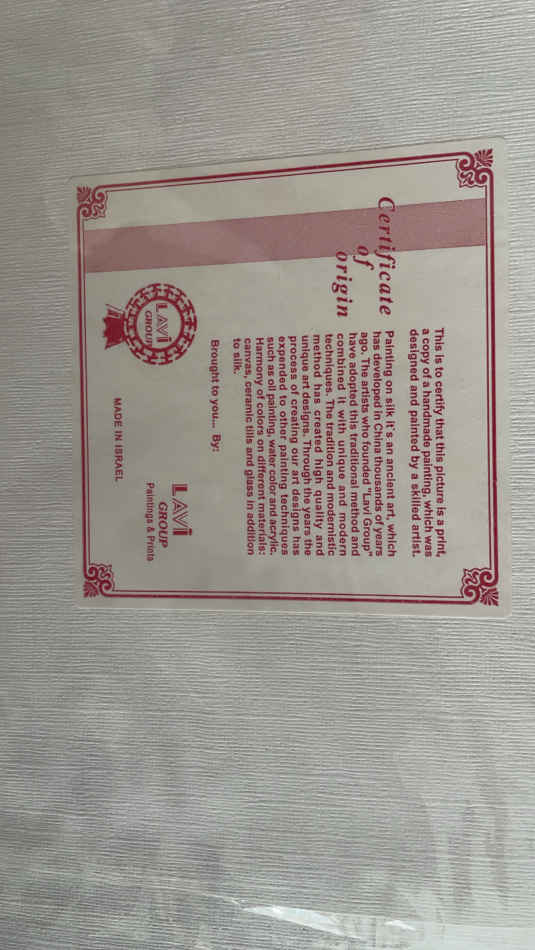 Certificate
of
origin
This is to certify that this picture is a print,
a copy of a handmade painting, which was
designed and painted by a skilled artist.
Painting on silk it's an ancient art, which
has developed in China thousands of years
ago. The artists who founded "Lavi Group"
have adopted this traditional method and
combined it with unique and modern
techniques. The tradition and modernistic
method has created high quality and
unique art designs. Through the years the
process of creating our art designs has
expended to other painting techniques
such as oil painting, water color and acrylic.
Harmony of colors on different materials:
canvas, ceramic tills and glass in addition
to silk.
Brought to you... By:
LAVi
GROUP
LAVi
GROUP
Paintings & Prints
MADE IN ISRAEL